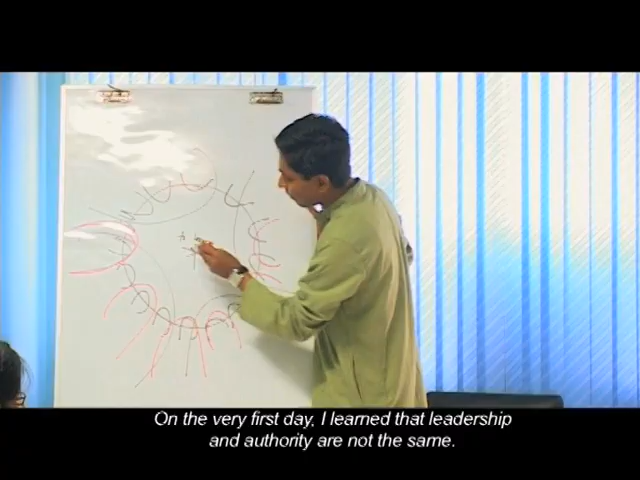 On the very first day, I learned that leadership
and authority are not the same.